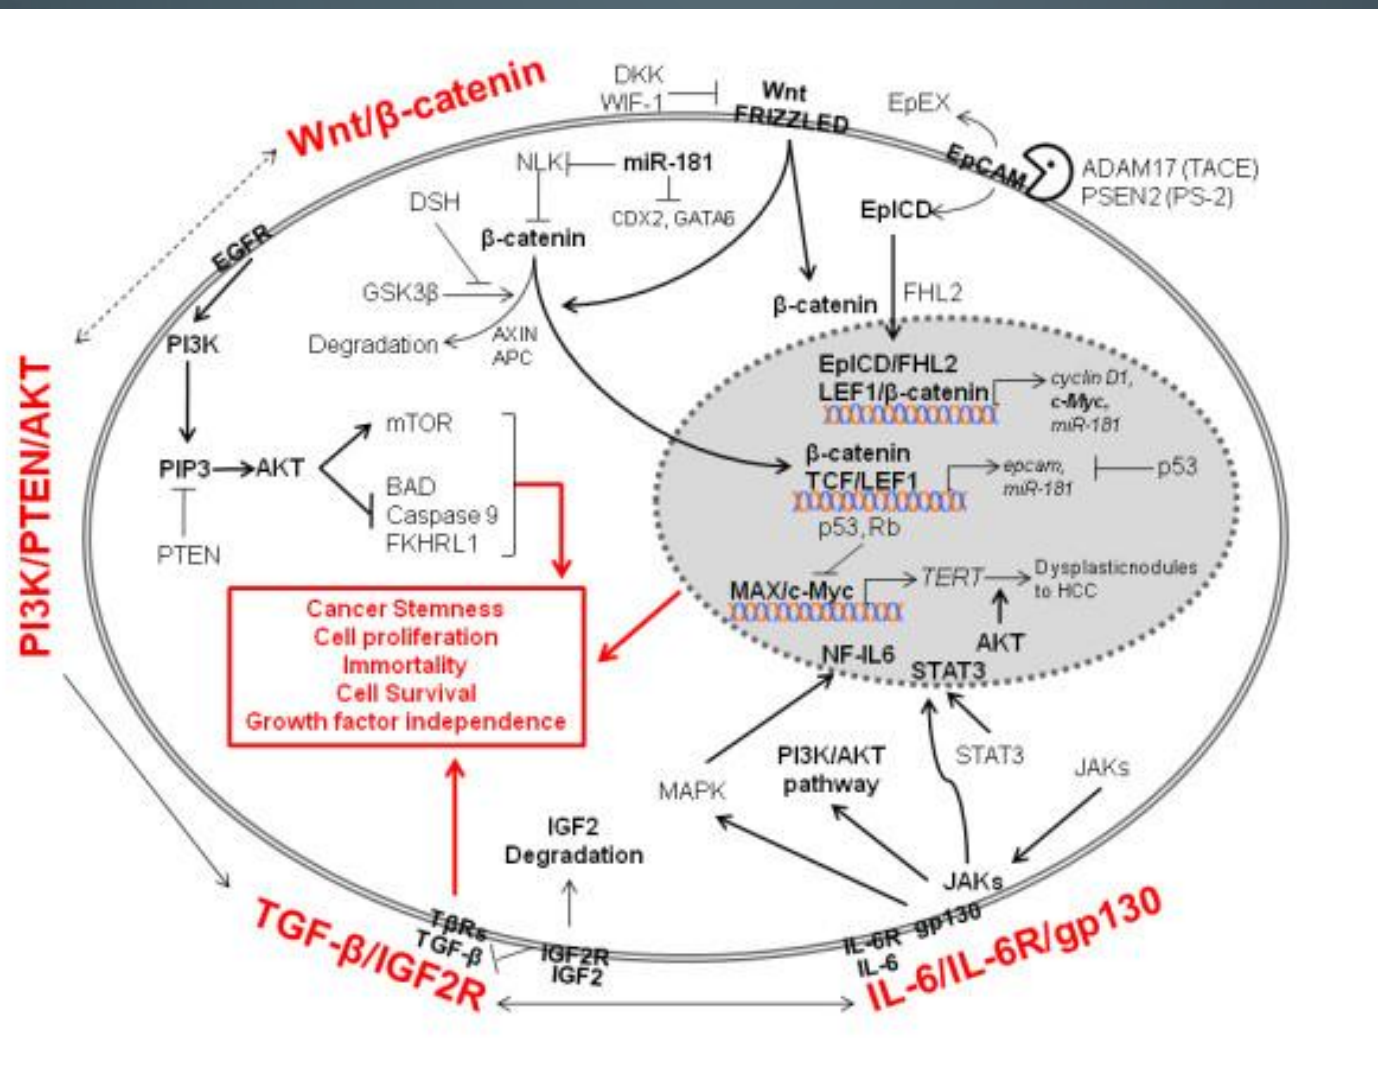 Wnt/β-catenin
DKK
WIF-1
Wnt
FRIZZLED
EpEX
EpCAM
ADAM17 (TACE)
PSEN2 (PS-2)
NLK
miR-181
CDX2, GATA6
DSH
β-catenin
EpICD
EGFR
GSK3β
β-catenin
FHL2
PI3K
Degradation
AXIN
APC
EpICD/FHL2
LEF1/β-catenin
cyclin D1,
c-Myc,
miR-181
PI3K/PTEN/AKT
mTOR
PIP3
AKT
BAD
Caspase 9
FKHRL1
PTEN
β-catenin
TCF/LEF1
epcam,
miR-181
p53
p53, Rb
MAX/c-Myc
TERT
Dysplasticnodules
to HCC
AKT
NF-IL6
STAT3
Cancer Stemness
Cell proliferation
Immortality
Cell Survival
Growth factor independence
MAPK
PI3K/AKT
pathway
STAT3
JAKs
IGF2
Degradation
JAKs
TβRs
TGF-β
IGF2R
IGF2
IL-6R gp130
IL-6
TGF-β/IGF2R
IL-6/IL-6R/gp130